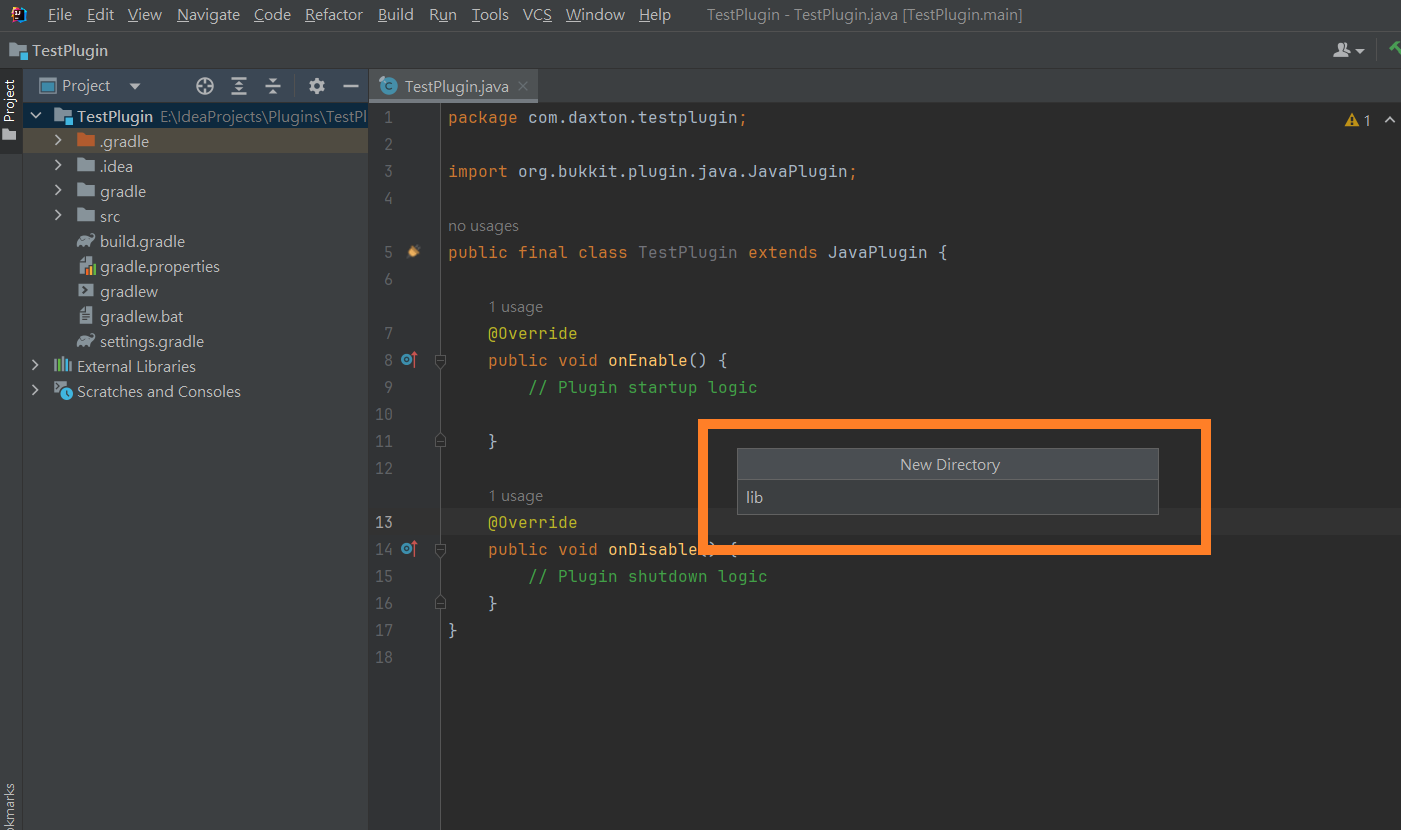 File Edit View Navigate Code Refactor Build Run Tools VCS Window Help TestPlugin - TestPlugin.java [TestPlugin.main]
TestPlugin
Project
Project
TestPlugin.java
TestPlugin E:\IdeaProjects\Plugins\TestPl
.gradle
.idea
gradle
src
build.gradle
gradle.properties
gradlew
gradlew.bat
settings.gradle
External Libraries
Scratches and Consoles
1 package com.daxton.testplugin;
1
2
3 import org.bukkit.plugin.java.JavaPlugin;
4
no usages
5 public final class TestPlugin extends JavaPlugin {
6
1 usage
7 @Override
8 public void onEnable() {
9 // Plugin startup logic
10
11 }
12
1 usage
13 @Override
14 public void onDisable() {
15 // Plugin shutdown logic
16 }
17 }
18
New Directory
lib
okmarks